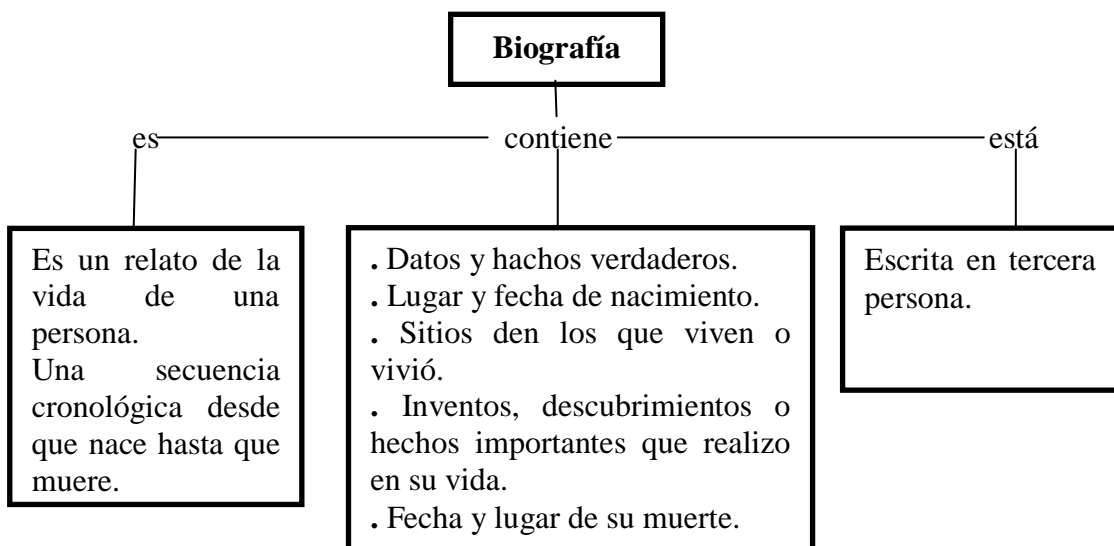 Biografía
es contiene está
Es un relato de la
vida de una
persona.
Una secuencia
cronológica desde
que nace hasta que
muere.
. Datos y hachos verdaderos.
. Lugar y fecha de nacimiento.
. Sitios den los que viven o
vivió.
. Inventos, descubrimientos o
hechos importantes que realizo
en su vida.
. Fecha y lugar de su muerte.
Escrita en tercera
persona.